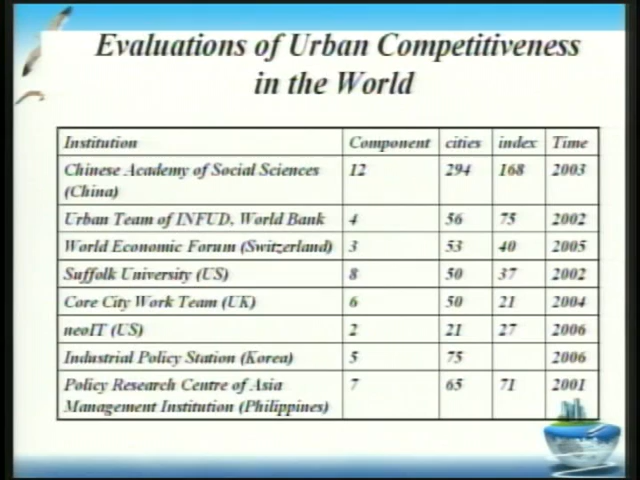 Evaluations of Urban Competitiveness
in the World
Institution Component cities index Time
Chinese Academy of Social Sciences 12 294 168 2003
(China)
Urban Team of INFUD, World Bank 4 56 75 2002
World Economic Forum (Switzerland) 3 53 40 2005
Suffolk University (US) 8 50 37 2002
Core City Work Team (UK) 6 50 21 2004
neoIT (US) 2 21 27 2006
Industrial Policy Station (Korea) 5 75 2006
Policy Research Centre of Asia 7 65 71 2001
Management Institution (Philippines)